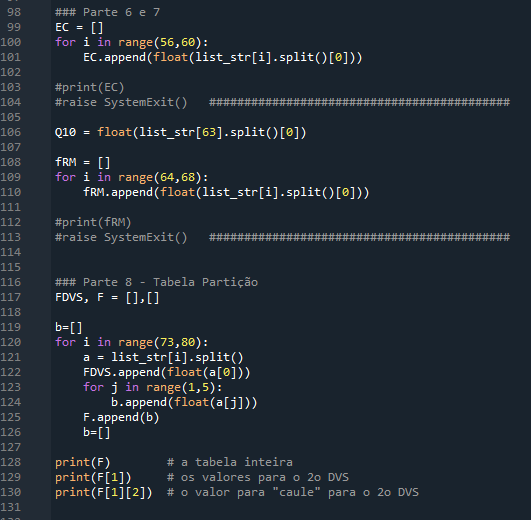 98 ### Parte 6 e 7
99 EC = []
100 for i in range(56,60):
101     EC.append(float(list_str[i].split()[0]))
102
103 #print(EC)
104 #raise SystemExit()   ###########################################
105
106 Q10 = float(list_str[63].split()[0])
107
108 fRM = []
109 for i in range(64,68):
110     fRM.append(float(list_str[i].split()[0]))
111
112 #print(fRM)
113 #raise SystemExit()   ###########################################
114
115
116 ### Parte 8 - Tabela Partição
117 FDVS, F = [],[]
118
119 b=[]
120 for i in range(73,80):
121     a = list_str[i].split()
122     FDVS.append(float(a[0]))
123     for j in range(1,5):
124         b.append(float(a[j]))
125     F.append(b)
126     b=[]
127
128 print(F)        # a tabela inteira
129 print(F[1])     # os valores para o 2o DVS
130 print(F[1][2])  # o valor para "caule" para o 2o DVS
131